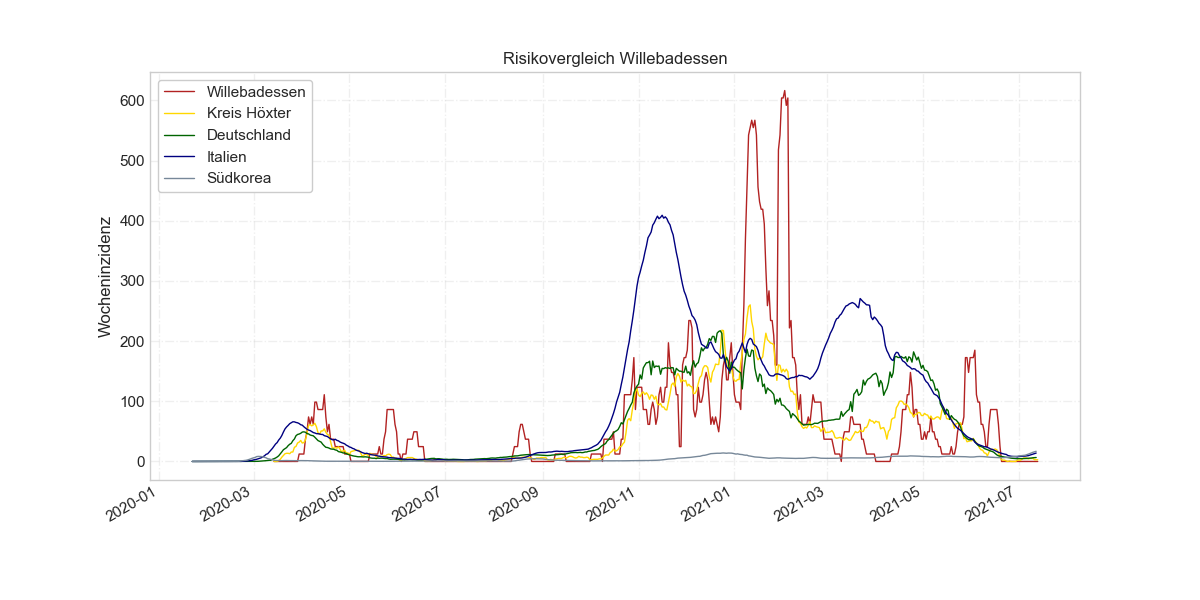 Risikovergleich Willebadessen
Willebadessen
Kreis Höxter
Deutschland
Italien
Südkorea
Wocheninzidenz
600
500
400
300
200
100
0
2020-01
2020-03
2020-05
2020-07
2020-09
2020-11
2021-01
2021-03
2021-05
2021-07